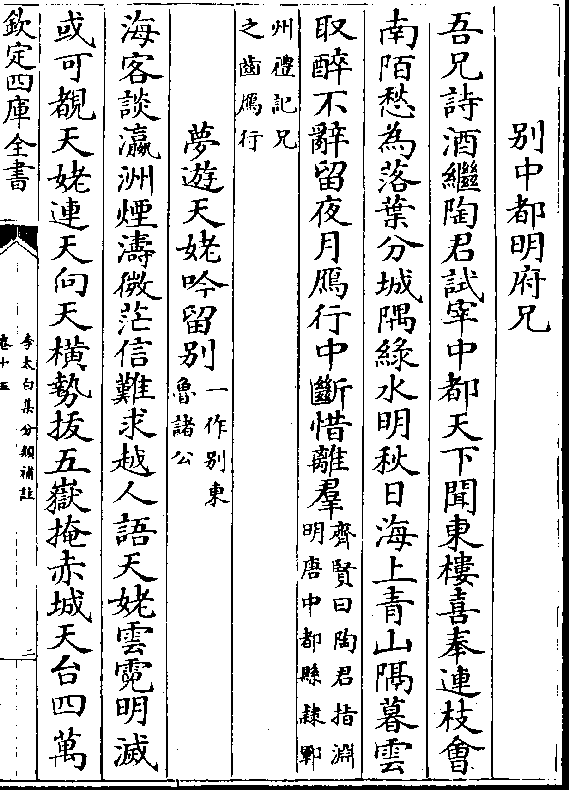 别中都明府兄
吾兄詩酒繼陶君試宰中都天下聞東樓喜奉連枝會
南陌愁為落葉分城隅綠水明秋日海上青山隔暮雲
取醉不辭留夜月鴈行中斷惜離羣齊賢曰陶君指淵
明唐中都縣隸鄆
州禮記兄
之齒鴈行
夢遊天姥吟留别一作别東
魯諸公
海客談瀛洲煙濤微茫信難求越人語天姥雲霓明滅
或可覩天姥連天向天橫勢拔五嶽掩赤城天台四萬
欽定四庫全書
李太白集分類補註
卷十五
二